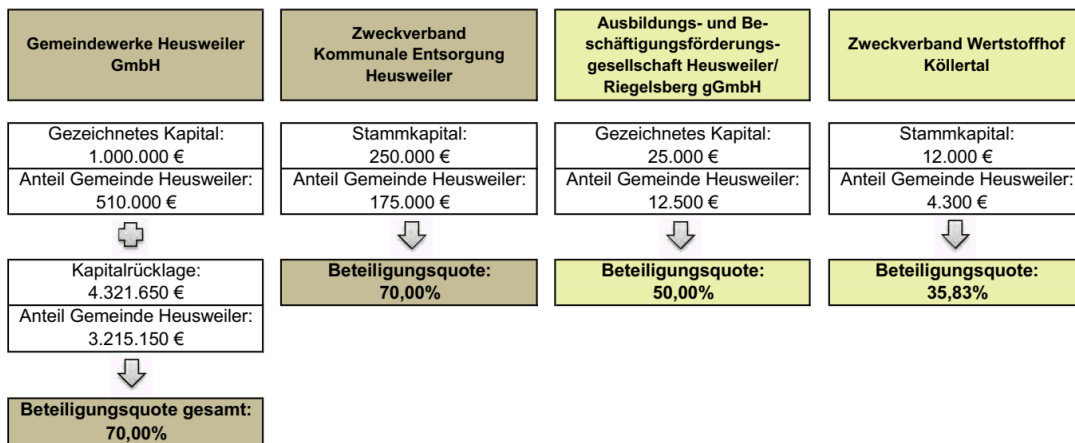 Gemeindewerke Heusweiler
GmbH
Gezeichnetes Kapital:
1.000.000 €
Anteil Gemeinde Heusweiler:
510.000 €
Kapitalrücklage:
4.321.650 €
Anteil Gemeinde Heusweiler:
3.215.150 €
Beteiligungsquote gesamt:
70,00%
Zweckverband
Kommunale Entsorgung
Heusweiler
Stammkapital:
250.000 €
Anteil Gemeinde Heusweiler:
175.000 €
Beteiligungsquote:
70,00%
Ausbildungs- und Be-
schäftigungsförderungs-
gesellschaft Heusweiler/
Riegelsberg gGmbH
Gezeichnetes Kapital:
25.000 €
Anteil Gemeinde Heusweiler:
12.500 €
Beteiligungsquote:
50,00%
Zweckverband Wertstoffhof
Köllertal
Stammkapital:
12.000 €
Anteil Gemeinde Heusweiler:
4.300 €
Beteiligungsquote:
35,83%